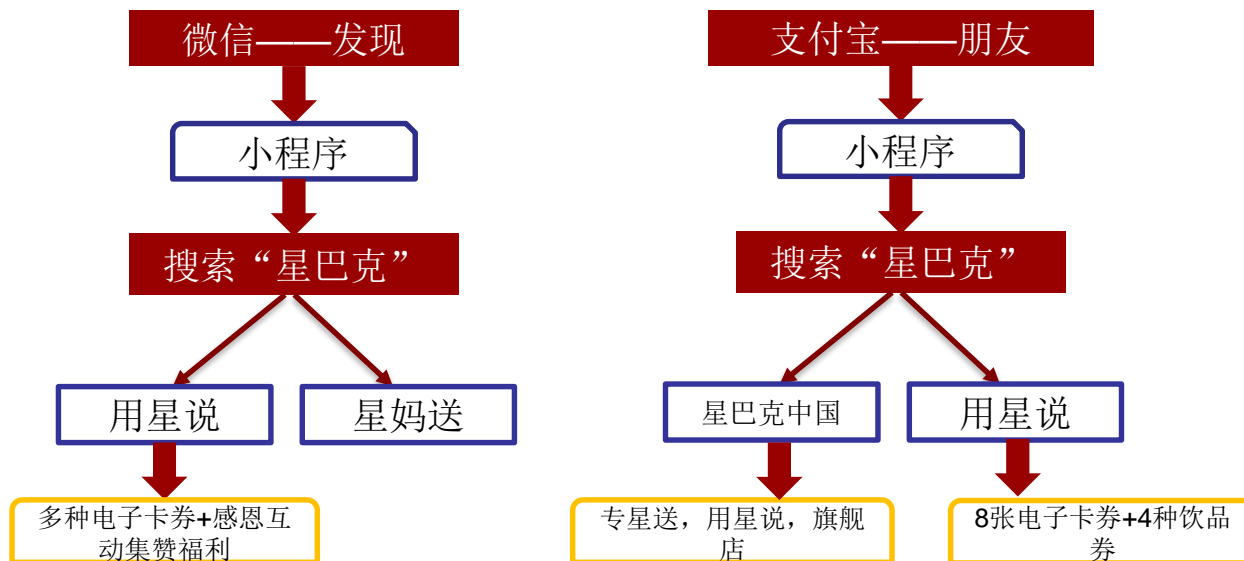 微信——发现
小程序
搜索“星巴克”
用星说
星妈送
多种电子卡券+感恩互
动集赞福利
支付宝——朋友
小程序
搜索“星巴克”
星巴克中国
用星说
专星送，用星说，旗舰
店
8张电子卡券+4种饮品
券